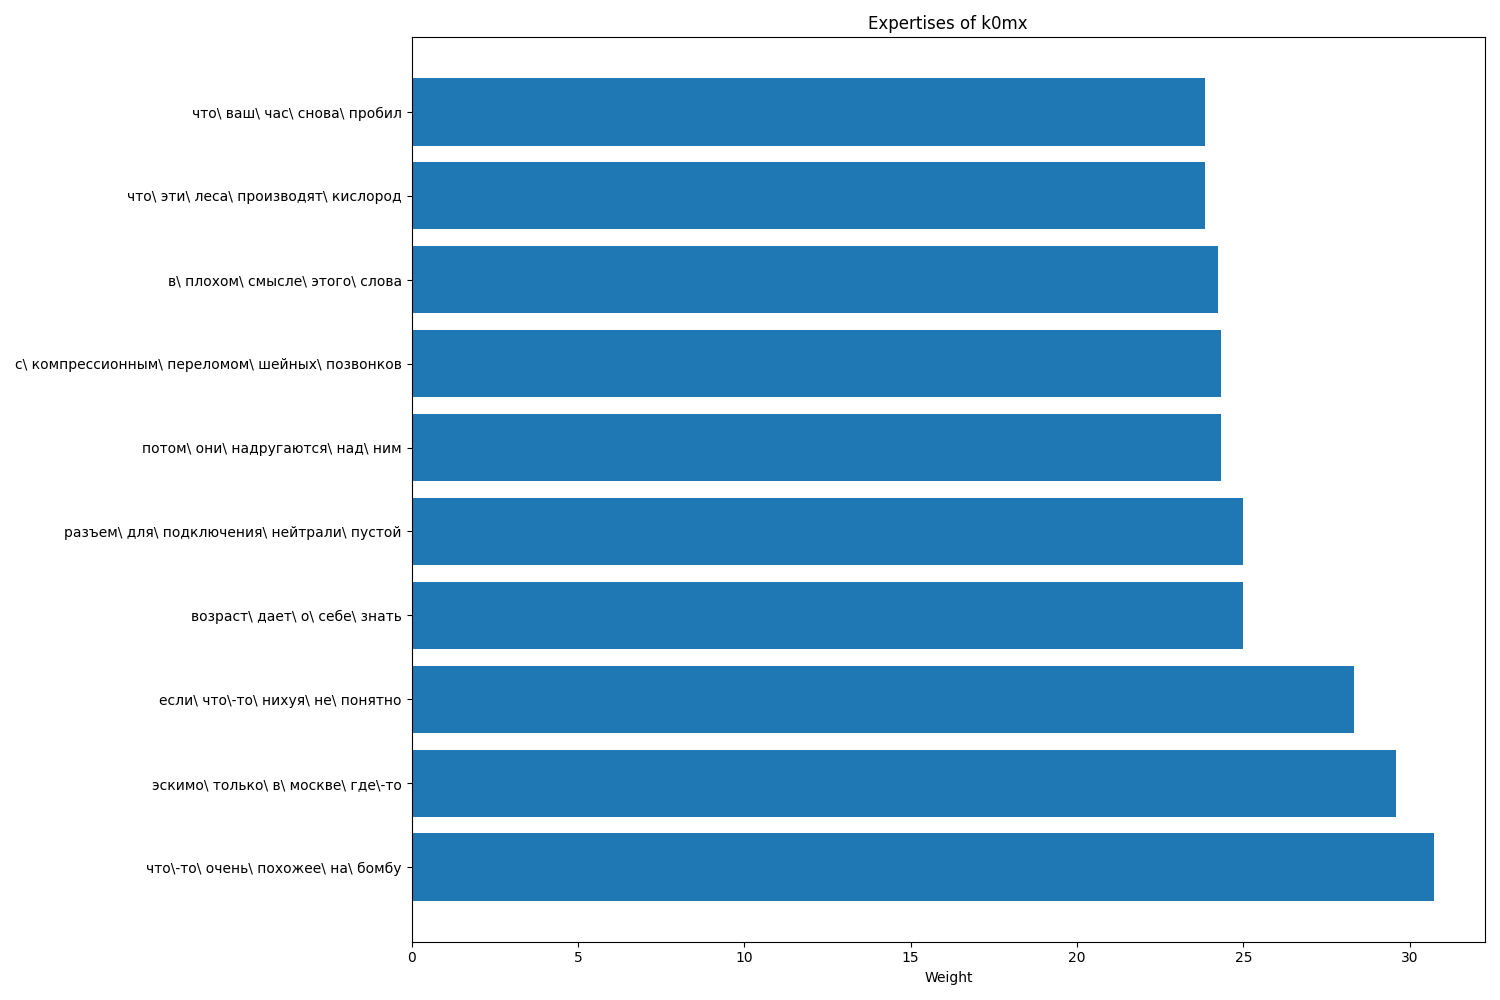 Expertises of k0mx
что\ ваш\ час\ снова\ пробил
что\ эти\ леса\ производят\ кислород
в\ плохом\ смысле\ этого\ слова
с\ компрессионным\ переломом\ шейных\ позвонков
потом\ они\ надругаются\ над\ ним
разъем\ для\ подключения\ нейтрали\ пустой
возраст\ дает\ о\ себе\ знать
если\ что\-то\ нихуя\ не\ понятно
эскимо\ только\ в\ москве\ где\-то
что\-то\ очень\ похожее\ на\ бомбу
0 5 10 15 20 25 30
Weight